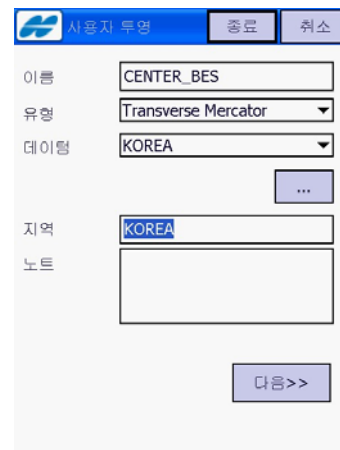 사용자 투영 종료 취소
이름 CENTER_BES
유형 Transverse Mercator
데이텀 KOREA
...
지역 KOREA
노트
다음>>